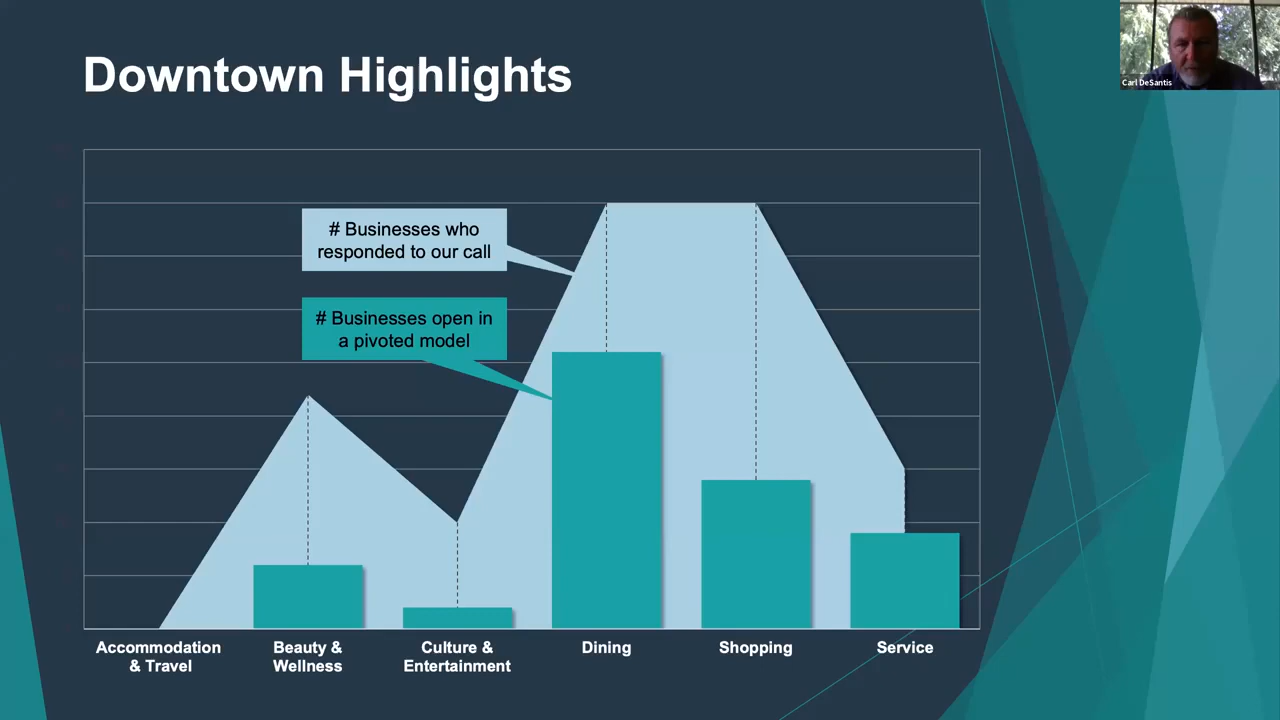 Downtown Highlights
Carl DeSantis
# Businesses who
responded to our call
# Businesses open in
a pivoted model
Accommodation
& Travel
Beauty &
Wellness
Culture &
Entertainment
Dining
Shopping
Service